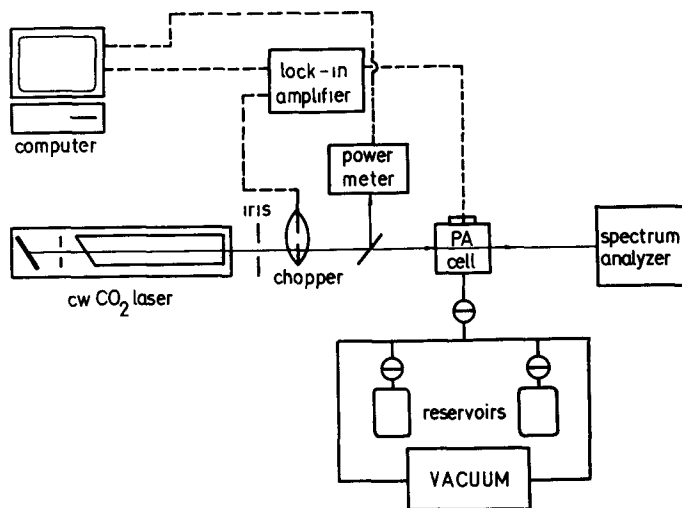 computer
lock-in
amplifier
power
meter
IRIS
chopper
cw CO₂ laser
PA
cell
spectrum
analyzer
reservoirs
VACUUM